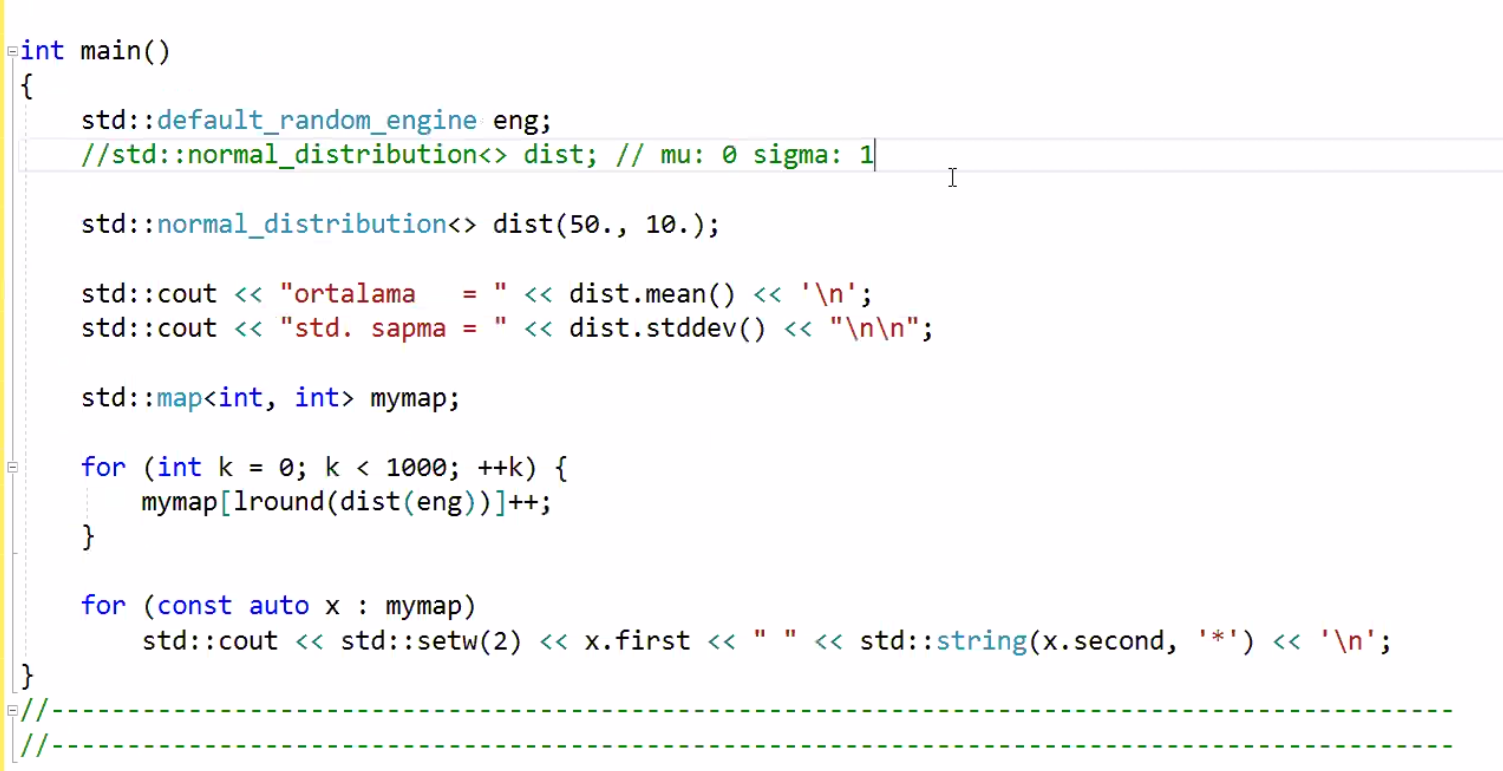 int main()
{
    std::default_random_engine eng;
    //std::normal_distribution<> dist; // mu: 0 sigma: 1

    std::normal_distribution<> dist(50., 10.);

    std::cout << "ortalama   = " << dist.mean() << '\n';
    std::cout << "std. sapma = " << dist.stddev() << "\n\n";

    std::map<int, int> mymap;

    for (int k = 0; k < 1000; ++k) {
        mymap[lround(dist(eng))]++;
    }

    for (const auto x : mymap)
        std::cout << std::setw(2) << x.first << " " << std::string(x.second, '*') << '\n';
}
//--------------------------------------------------------------------------------------------
//--------------------------------------------------------------------------------------------